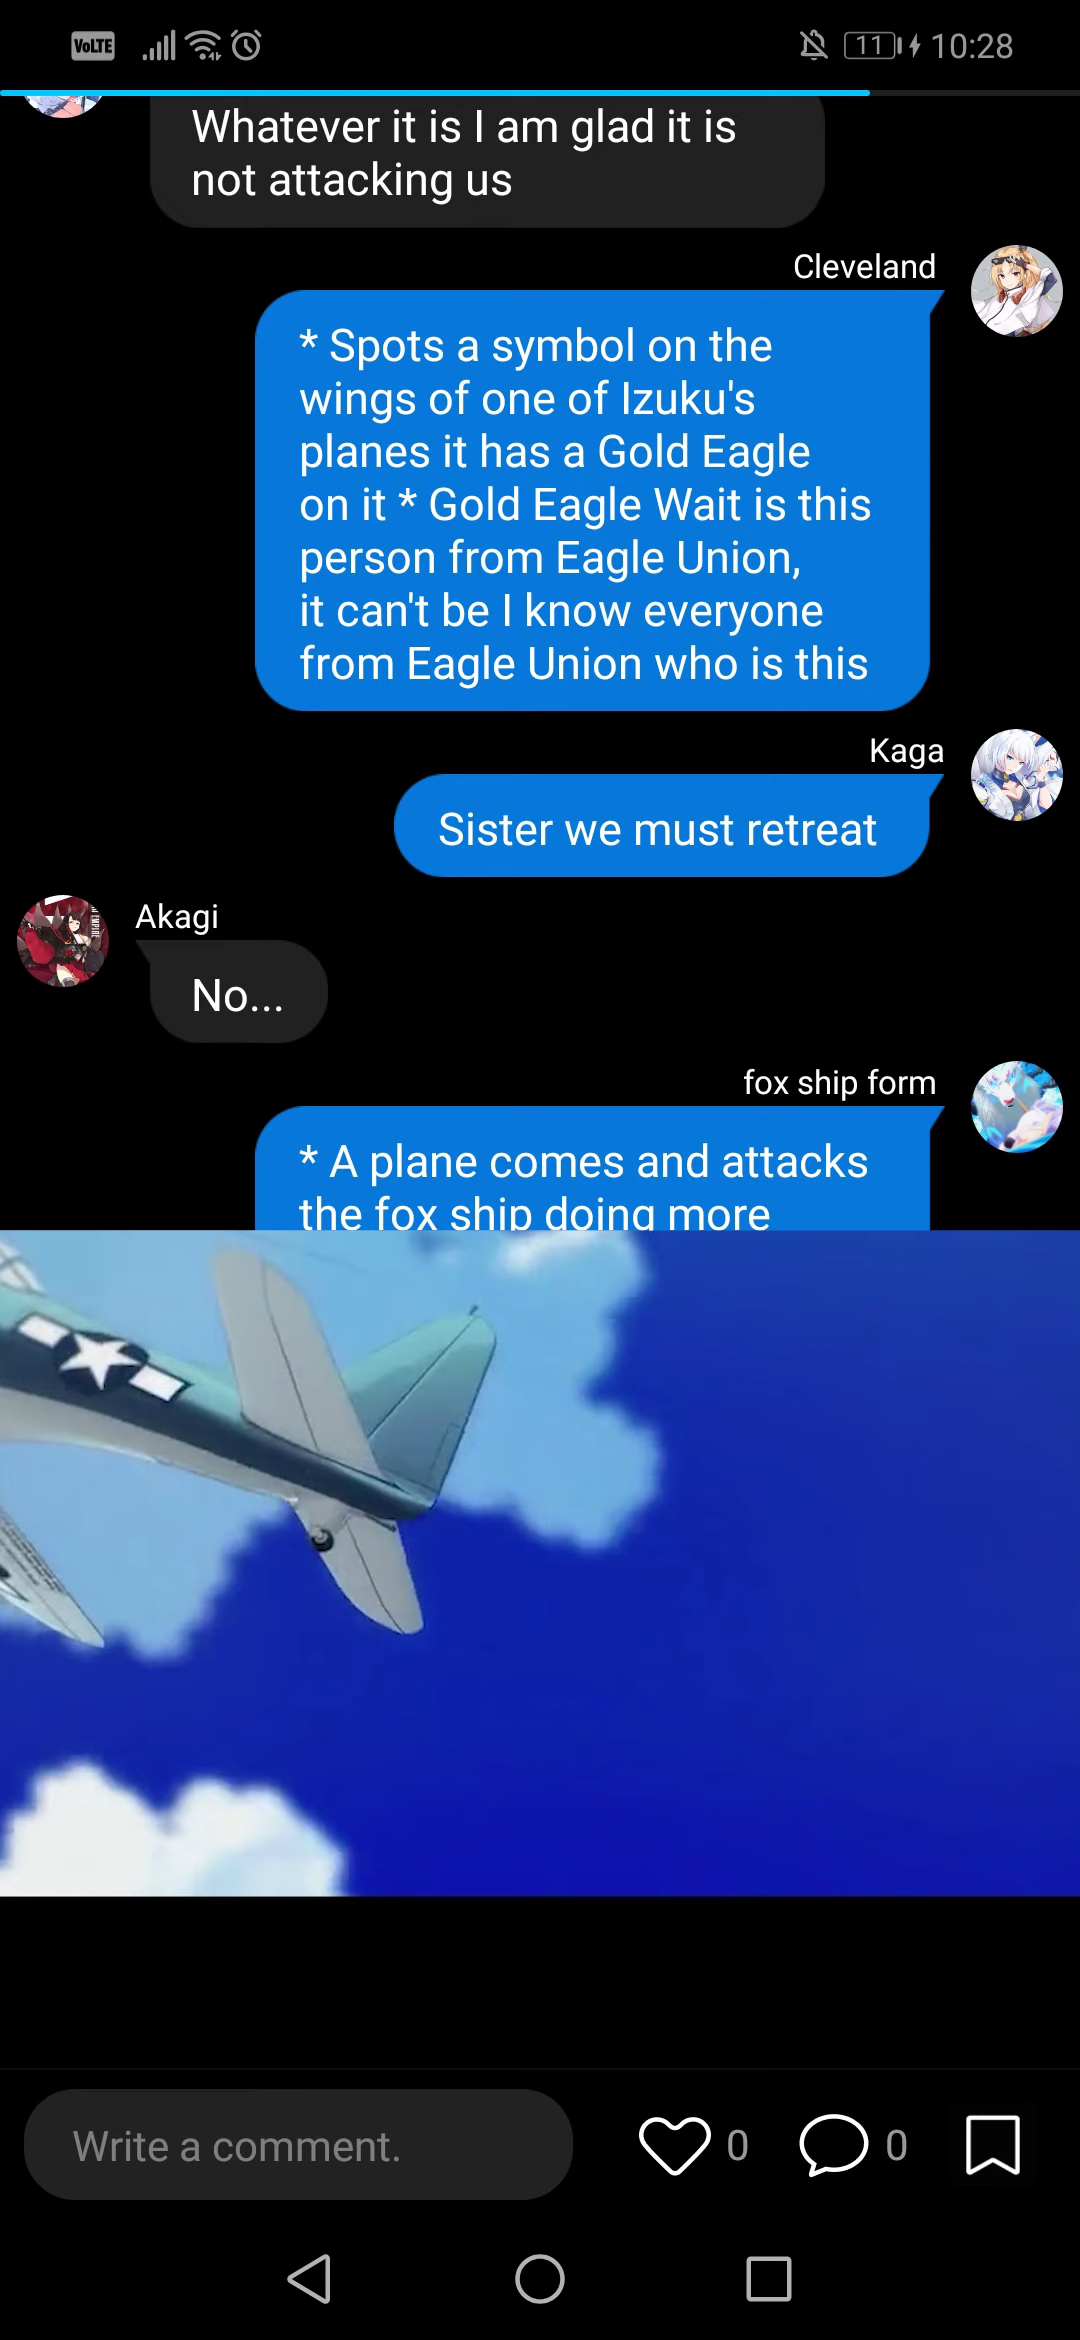 VoLTE
11
10:28
Whatever it is I am glad it is
not attacking us
Cleveland
* Spots a symbol on the
wings of one of Izuku's
planes it has a Gold Eagle
on it * Gold Eagle Wait is this
person from Eagle Union,
it can't be I know everyone
from Eagle Union who is this
Kaga
Sister we must retreat
Akagi
No...
fox ship form
* A plane comes and attacks
the fox ship doing more
Write a comment.
0
0